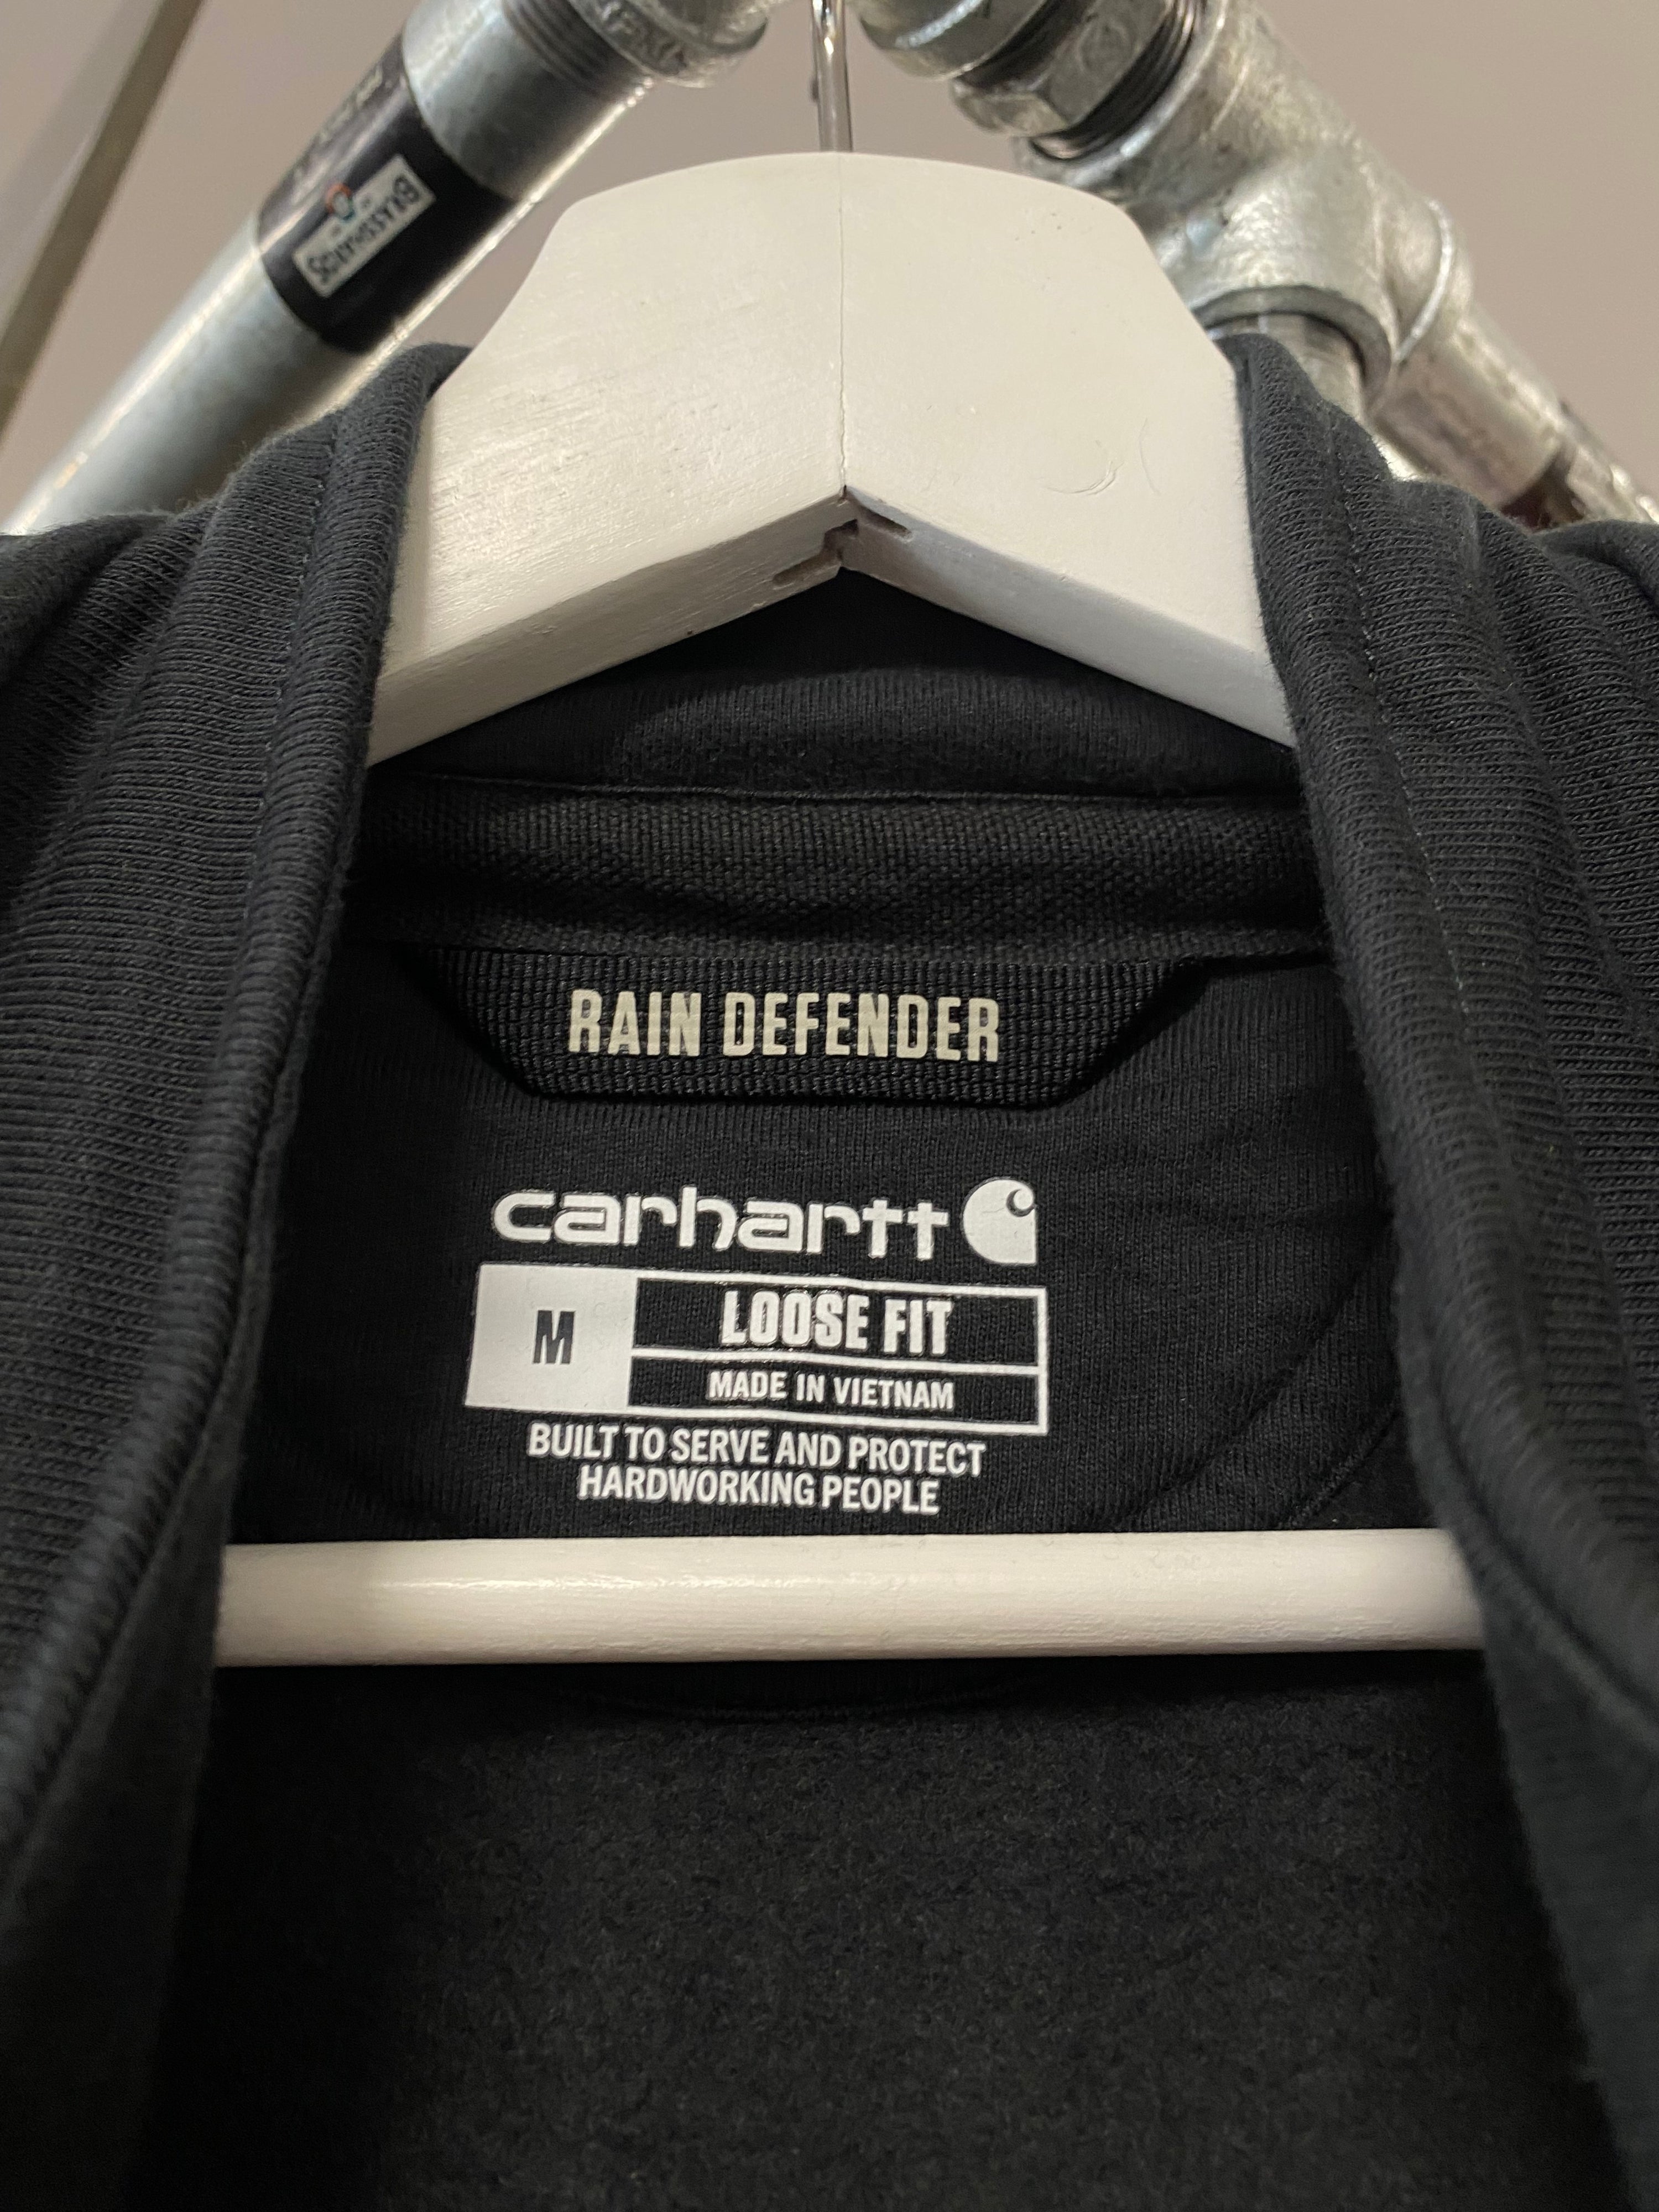 RAIN DEFENDER
carhartt
M
LOOSE FIT
MADE IN VIETNAM
BUILT TO SERVE AND PROTECT
HARDWORKING PEOPLE